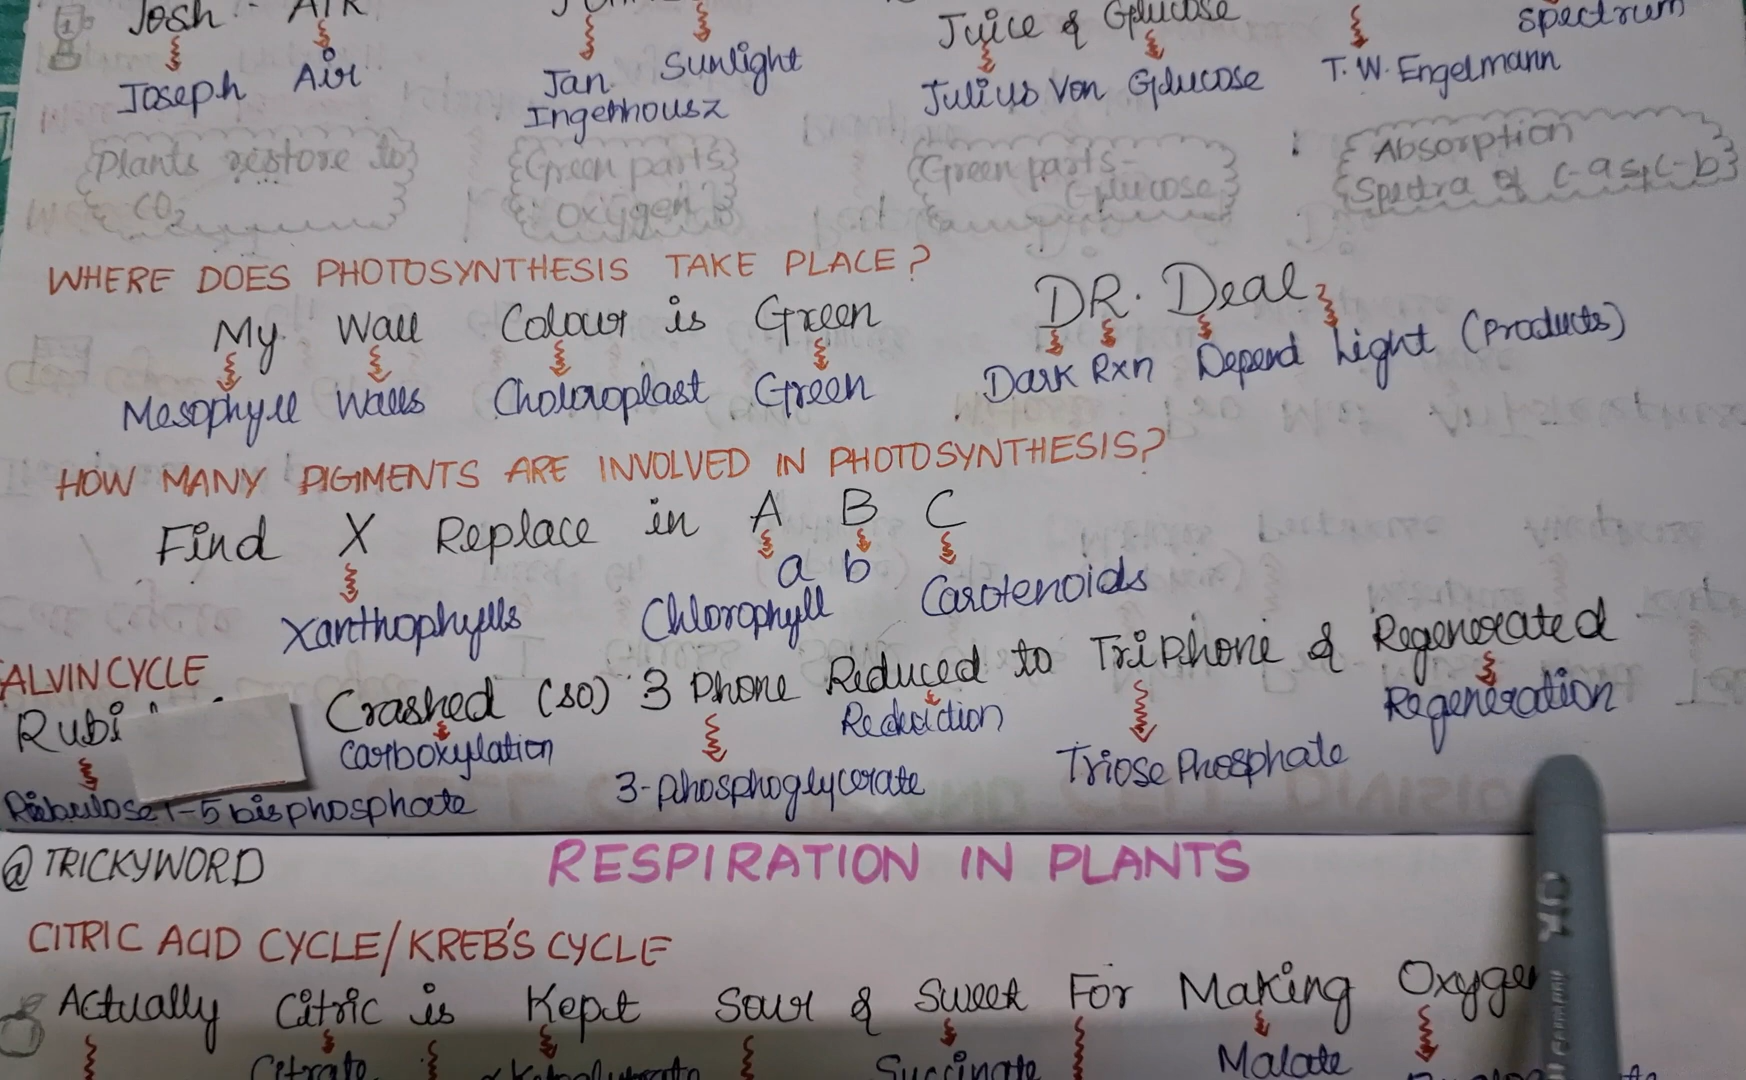 Josh - AIR
Juice & Glucose
spectrum
Joseph Air
Jan Sunlight
Ingenhousz
Julius Von Glucose
T. W. Engelmann
Plants restore to
CO2
Green parts
oxygen
Green parts-
Glucose
Absorption
Spectra of c-a & c-b
WHERE DOES PHOTOSYNTHESIS TAKE PLACE?
My Wall Colour is Green
Mesophyll Walls Choloroplast Green
DR. Deal
Dark Rxn Depend Light (Products)
HOW MANY PIGMENTS ARE INVOLVED IN PHOTOSYNTHESIS?
Find X Replace in A B C
a b
Xanthophylls Chlorophyll Carotenoids
ALVIN CYCLE
Rubi Crashed (so) 3 Phone Reduced to TriPhone & Regenerated
Carboxylation Reduction Regeneration
Ribulose 1-5 bisphosphate 3-Phosphoglycerate Triose Phosphate
@TRICKYWORD
RESPIRATION IN PLANTS
CITRIC ACID CYCLE/KREB'S CYCLE
Actually Citric is Kept Sour & Sweet For Making Oxyge
Citrate Succinate Malate